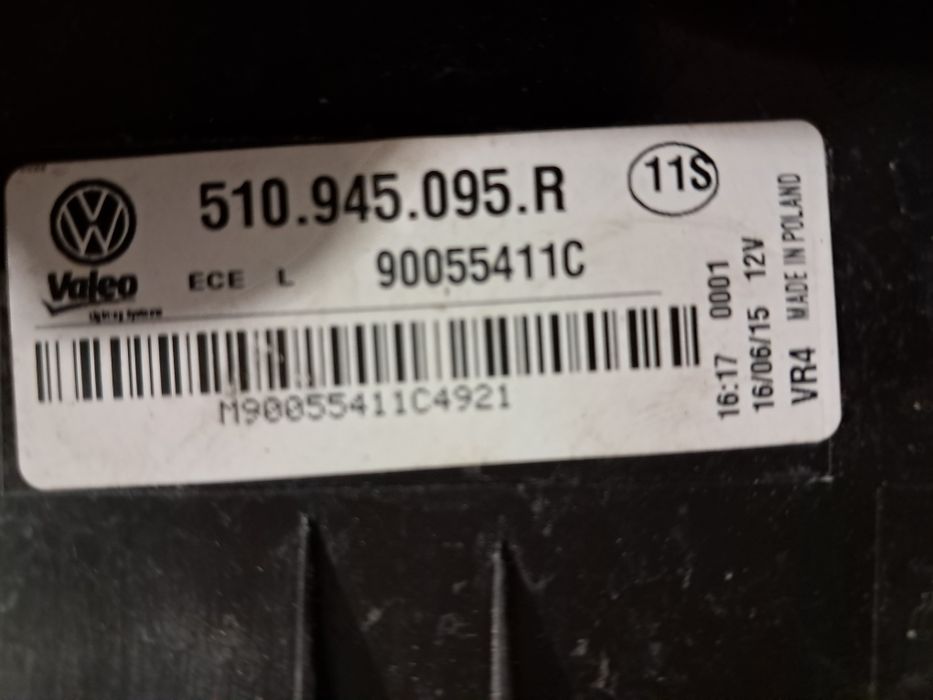 510.945.095.R
11S
Valeo
ECE L
90055411C
M90055411C4921
16:17 0001
16/06/15 12V
VR4 MADE IN POLAND